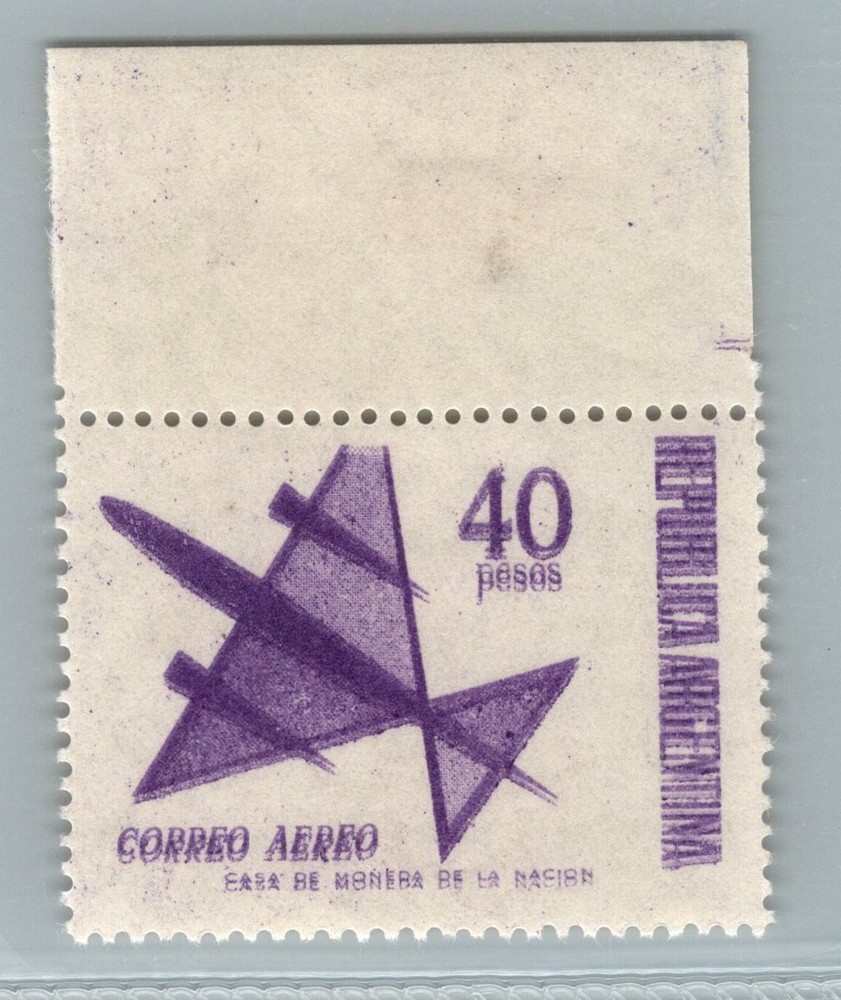 40
pesos
REPUBLICA ARGENTINA
CORREO AEREO
CASA DE MONEDA DE LA NACION